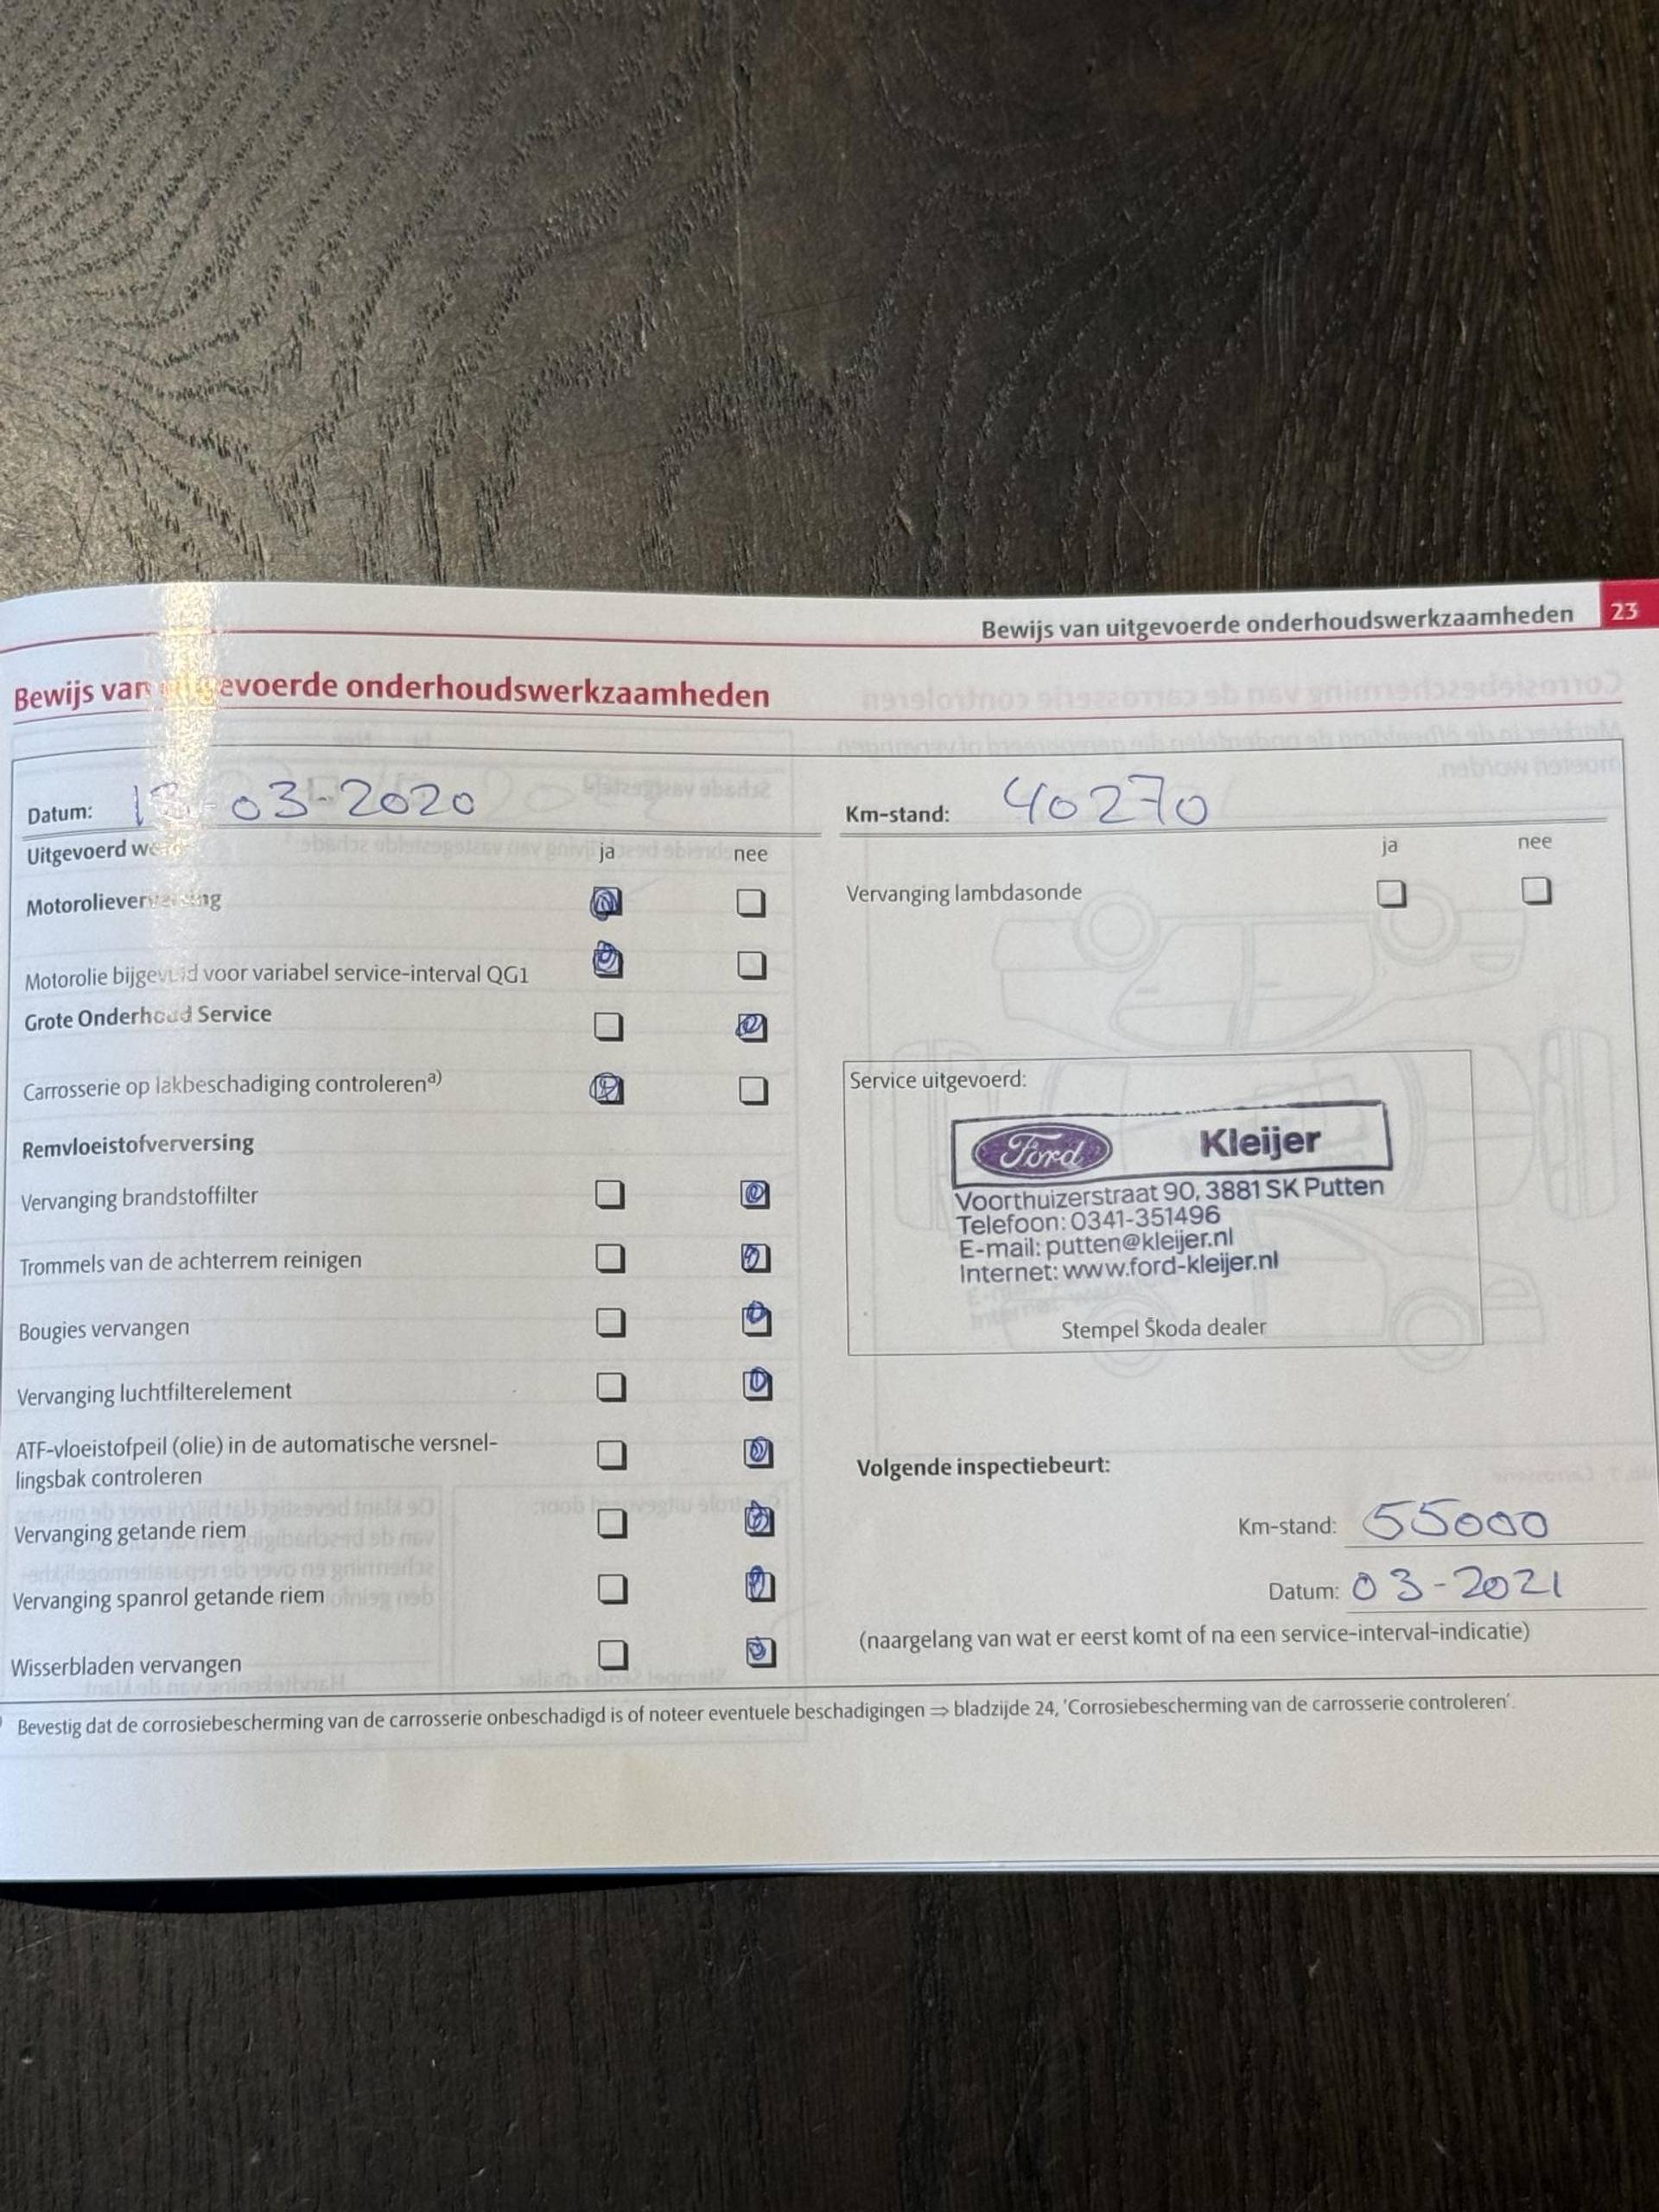 Bewijs van uitgevoerde onderhoudswerkzaamheden 23
Bewijs van uitgevoerde onderhoudswerkzaamheden
Datum: 03-2020
Km-stand: 40270
Uitgevoerd ja nee
Motorolieverversing
Motorolie bijgevuld voor variabel service-interval QG1
Grote Onderhoud Service
Carrosserie op lakbeschadiging controleren a)
Remvloeistofverversing
Vervanging brandstoffilter
Trommels van de achterrem reinigen
Bougies vervangen
Vervanging luchtfilterelement
ATF-vloeistofpeil (olie) in de automatische versnel-
lingsbak controleren
Vervanging getande riem
Vervanging spanrol getande riem
Wisserbladen vervangen
ja nee
Vervanging lambdasonde
Service uitgevoerd:
Ford Kleijer
Voorthuizerstraat 90, 3881 SK Putten
Telefoon: 0341-351496
E-mail: putten@kleijer.nl
Internet: www.ford-kleijer.nl
Stempel Škoda dealer
Volgende inspectiebeurt:
Km-stand: 55000
Datum: 03-2021
(naargelang van wat er eerst komt of na een service-interval-indicatie)
Bevestig dat de corrosiebescherming van de carrosserie onbeschadigd is of noteer eventuele beschadigingen ⇒ bladzijde 24, 'Corrosiebescherming van de carrosserie controleren'.